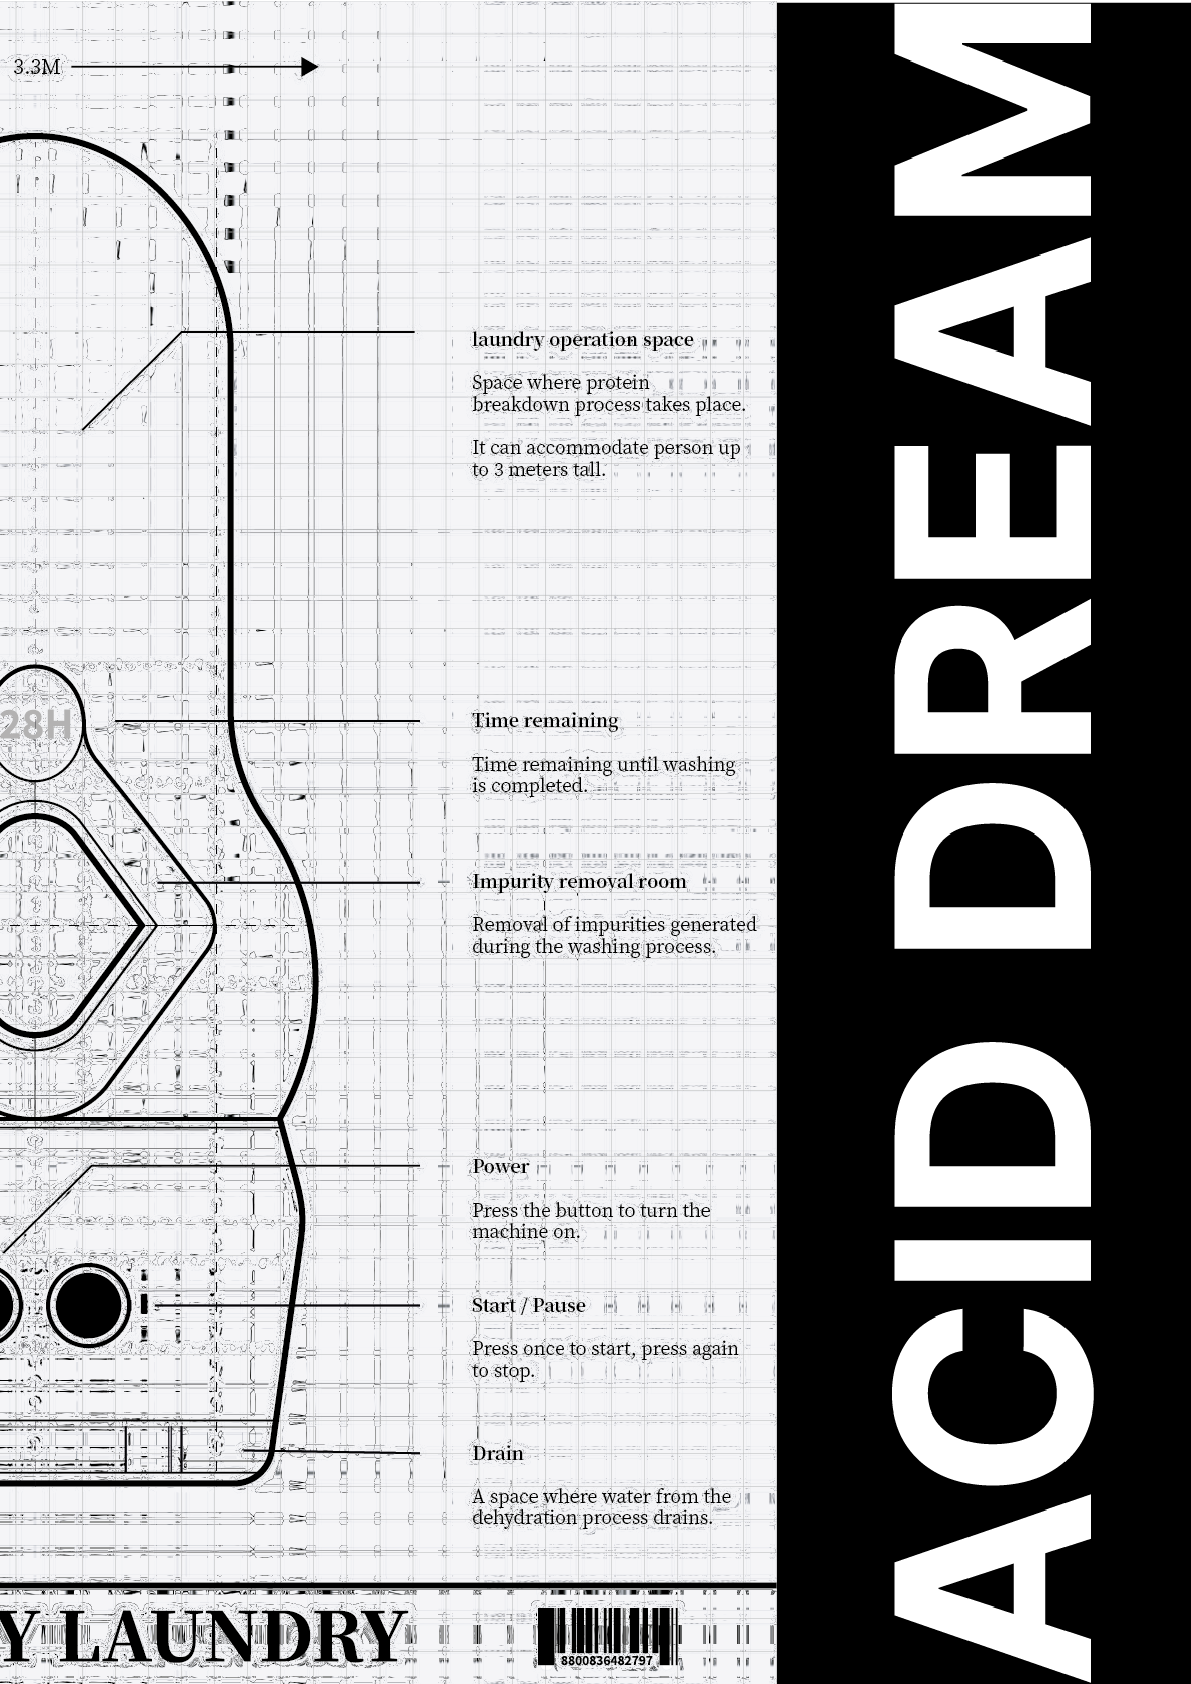 3.3M
laundry operation space
Space where protein
breakdown process takes place.
It can accommodate person up
to 3 meters tall.
28H
Time remaining
Time remaining until washing
is completed.
Impurity removal room
Removal of impurities generated
during the washing process.
Power
Press the button to turn the
machine on.
Start / Pause
Press once to start, press again
to stop.
Drain
A space where water from the
dehydration process drains.
Y LAUNDRY
8800836482797
ACID DREAM